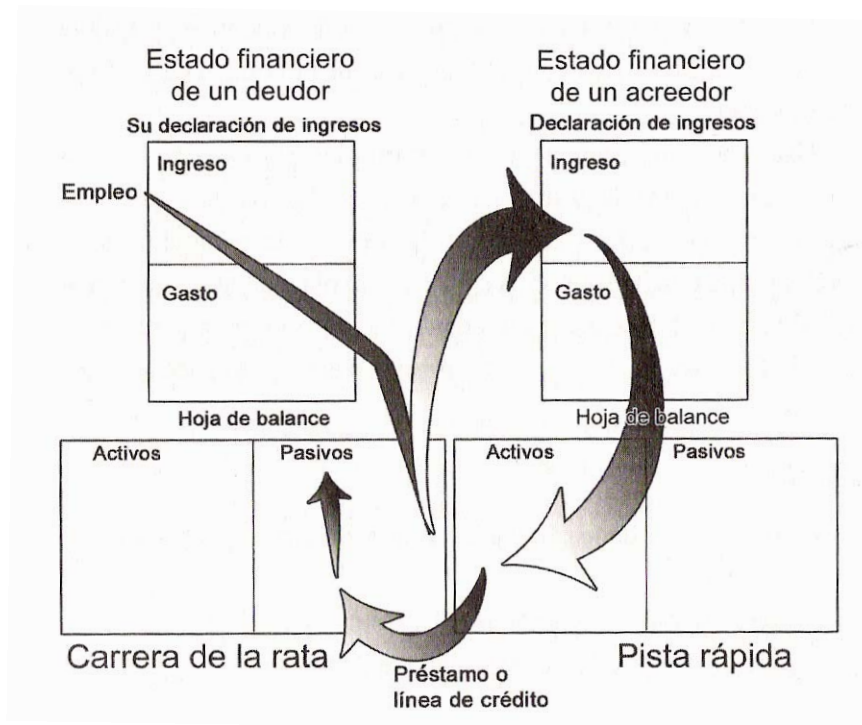 Estado financiero
de un deudor
Su declaración de ingresos
Ingreso
Empleo
Gasto
Hoja de balance
Activos
Pasivos
Carrera de la rata
Estado financiero
de un acreedor
Declaración de ingresos
Ingreso
Gasto
Hoja de balance
Activos
Pasivos
Pista rápida
Préstamo o
línea de crédito